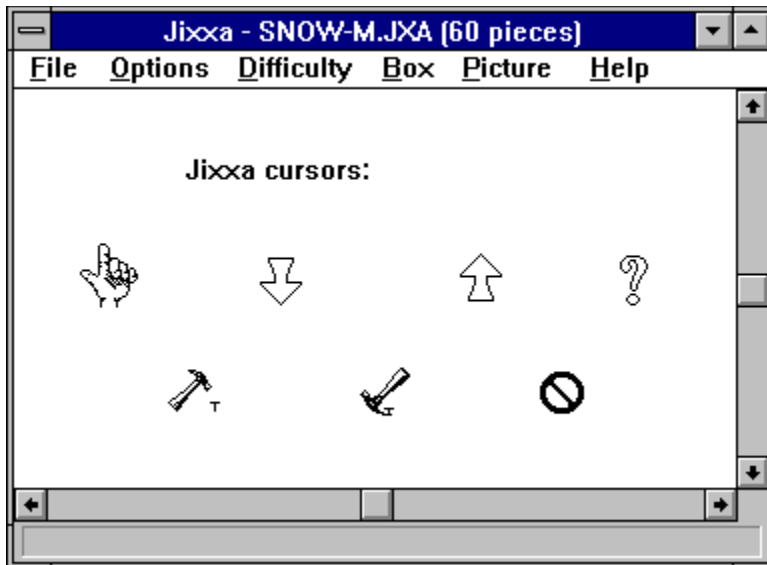 Jixxa - SNOW-M.JXA (60 pieces)
File Options Difficulty Box Picture Help
Jixxa cursors: